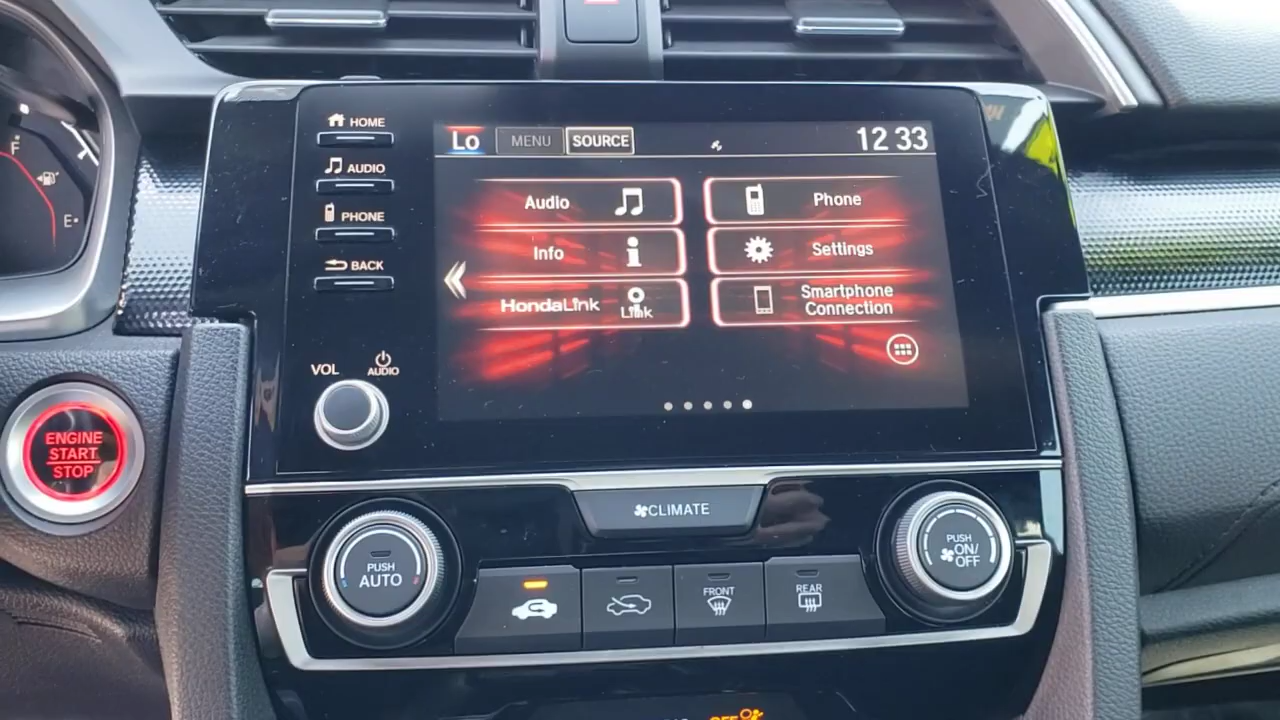 HOME
AUDIO
PHONE
BACK
VOL
AUDIO
F
E
Lo
MENU
SOURCE
12 33
Audio
Phone
Info
Settings
HondaLink
Link
Smartphone
Connection
ENGINE
START
STOP
CLIMATE
PUSH
AUTO
FRONT
REAR
PUSH
ON/
OFF
OFF